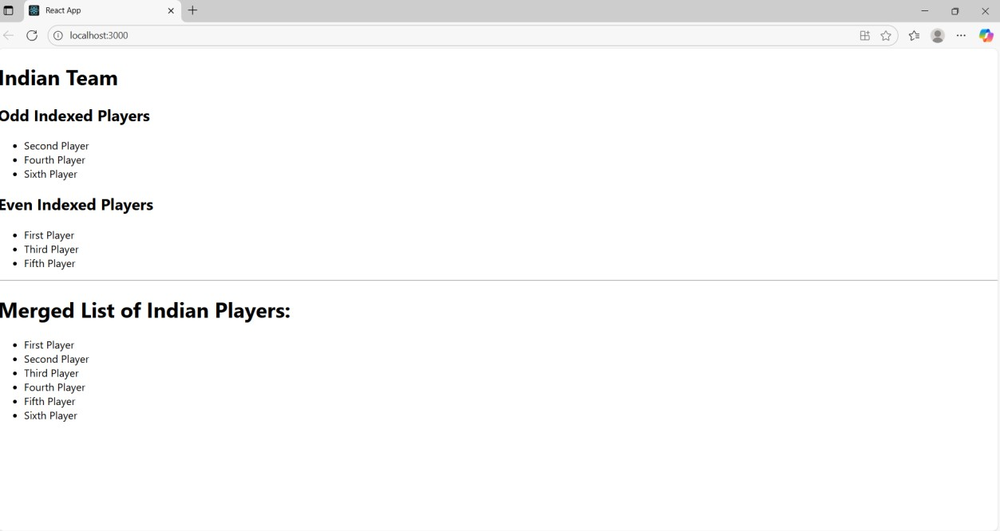 React App
localhost:3000
Indian Team
Odd Indexed Players
Second Player
Fourth Player
Sixth Player
Even Indexed Players
First Player
Third Player
Fifth Player
Merged List of Indian Players:
First Player
Second Player
Third Player
Fourth Player
Fifth Player
Sixth Player